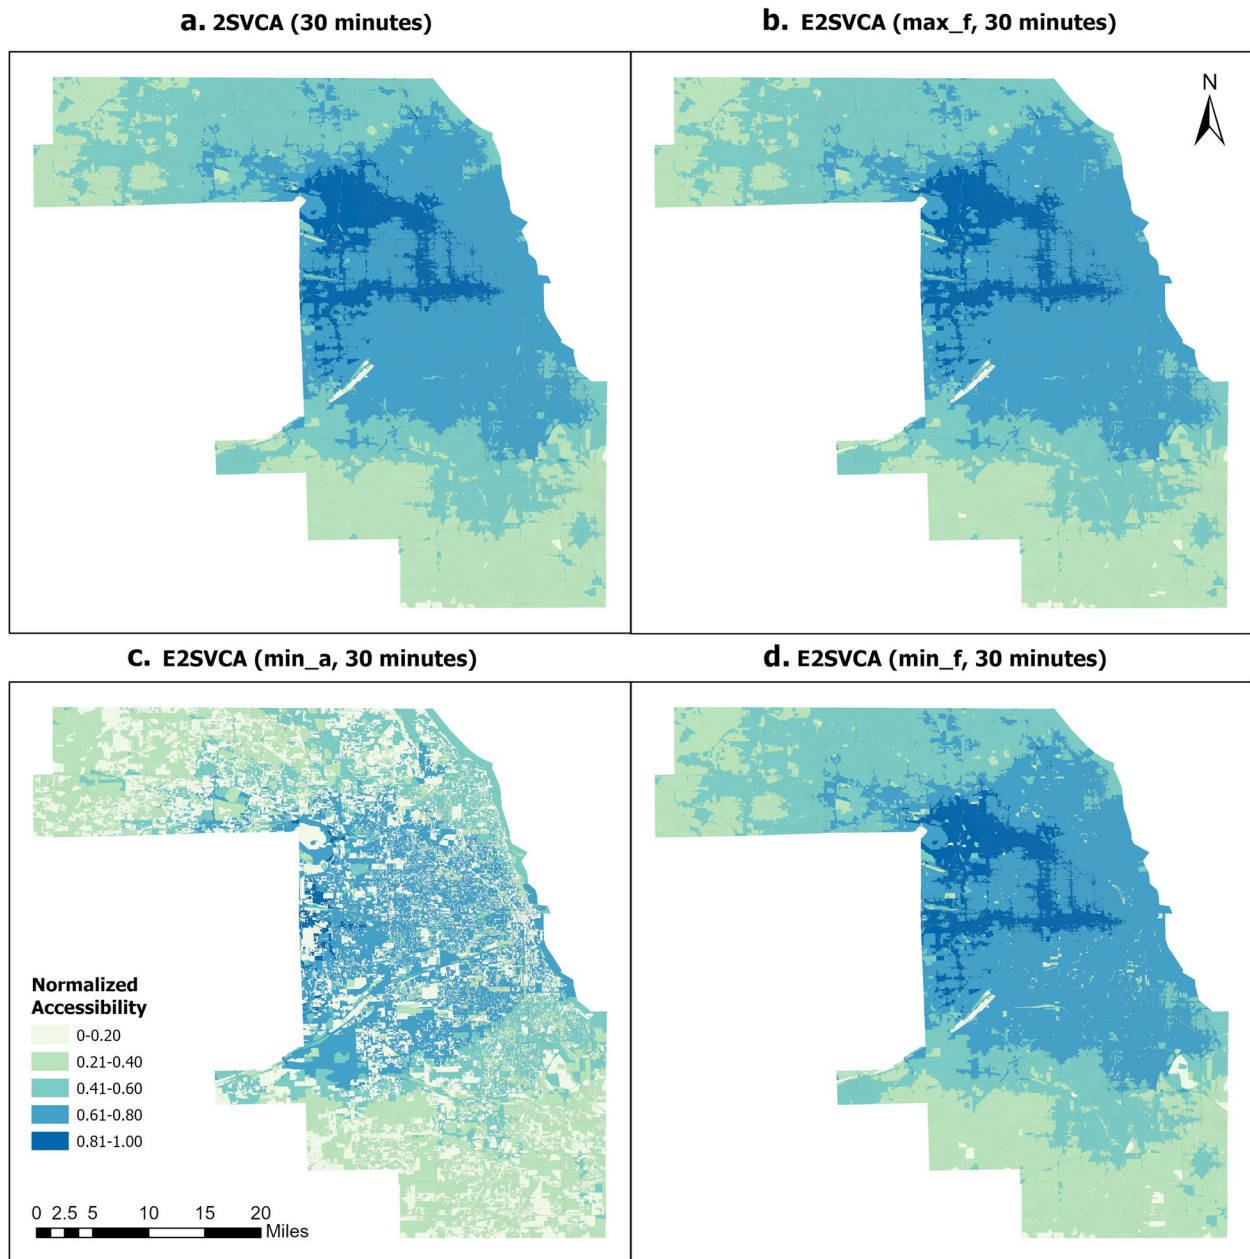 a. 2SVCA (30 minutes)
b. E2SVCA (max_f, 30 minutes)
N
c. E2SVCA (min_a, 30 minutes)
d. E2SVCA (min_f, 30 minutes)
Normalized
Accessibility
0-0.20
0.21-0.40
0.41-0.60
0.61-0.80
0.81-1.00
0 2.5 5 10 15 20
Miles